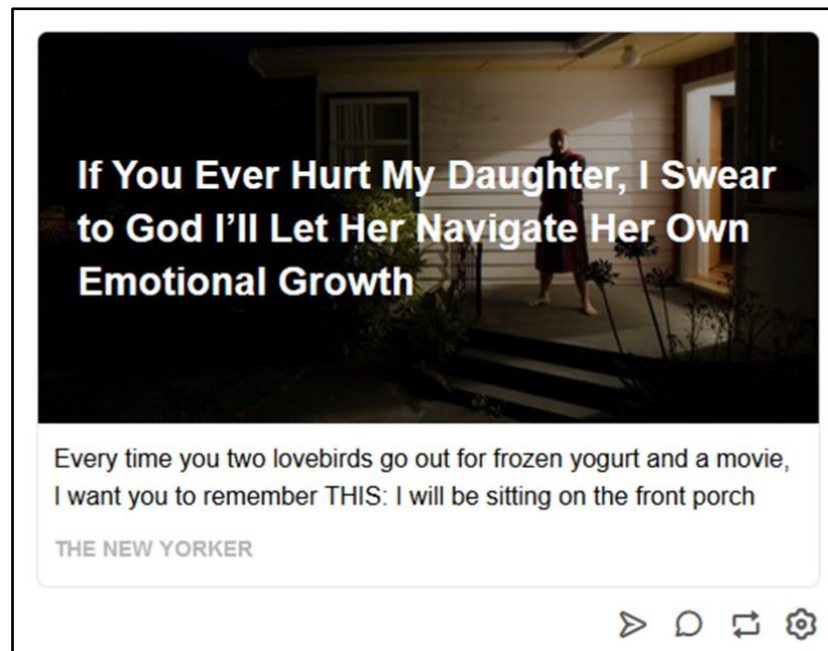 If You Ever Hurt My Daughter, I Swear
to God I’ll Let Her Navigate Her Own
Emotional Growth
Every time you two lovebirds go out for frozen yogurt and a movie,
I want you to remember THIS: I will be sitting on the front porch
THE NEW YORKER